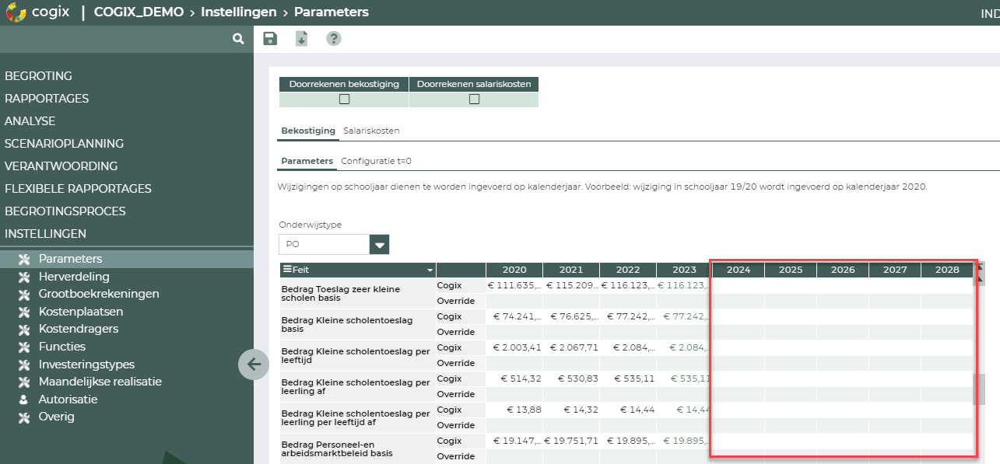 cogix | COGIX_DEMO › Instellingen › Parameters
IND
BEGROTING
RAPPORTAGES
ANALYSE
SCENARIOPLANNING
VERANTWOORDING
FLEXIBELE RAPPORTAGES
BEGROTINGSPROCES
INSTELLINGEN
Parameters
Herverdeling
Grootboekrekeningen
Kostenplaatsen
Kostendragers
Functies
Investeringstypes
Maandelijkse realisatie
Autorisatie
Overig
?
Doorrekenen bekostiging Doorrekenen salariskosten
Bekostiging Salariskosten
Parameters Configuratie t=0
Wijzigingen op schooljaar dienen te worden ingevoerd op kalenderjaar. Voorbeeld: wijziging in schooljaar 19/20 wordt ingevoerd op kalenderjaar 2020.
Onderwijstype
PO
Feit 2020 2021 2022 2023 2024 2025 2026 2027 2028
Bedrag Toeslag zeer kleine
scholen basis
Cogix € 111.635,... € 115.209... € 116.123,... € 116.123,
Override
Bedrag Kleine scholentoeslag
basis
Cogix € 74.241,... € 76.625,... € 77.242,... € 77.242,
Override
Bedrag Kleine scholentoeslag per
leeftijd
Cogix € 2.003,41 € 2.067,71 € 2.084,... € 2.084,
Override
Bedrag Kleine scholentoeslag per
leerling af
Cogix € 514,32 € 530,83 € 535,11 € 535,11
Override
Bedrag Kleine scholentoeslag per
leerling per leeftijd af
Cogix € 13,88 € 14,32 € 14,44 € 14,44
Override
Bedrag Personeel-en
arbeidsmarktbeleid basis
Cogix € 19.147,... € 19.751,71 € 19.895,... € 19.895,
Override